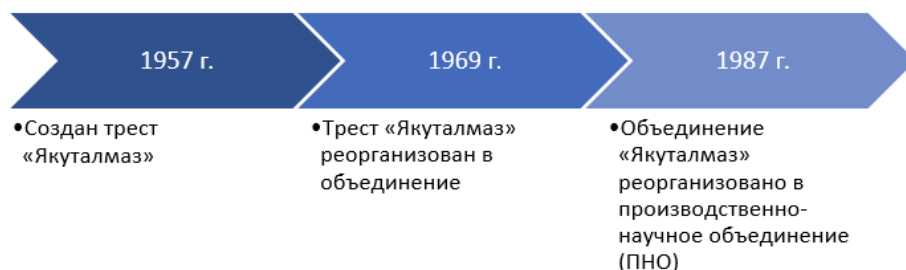 1957 г.
1969 г.
1987 г.
•Создан трест
«Якуталмаз»
•Трест «Якуталмаз»
реорганизован в
объединение
•Объединение
«Якуталмаз»
реорганизовано в
производственно-
научное объединение
(ПНО)